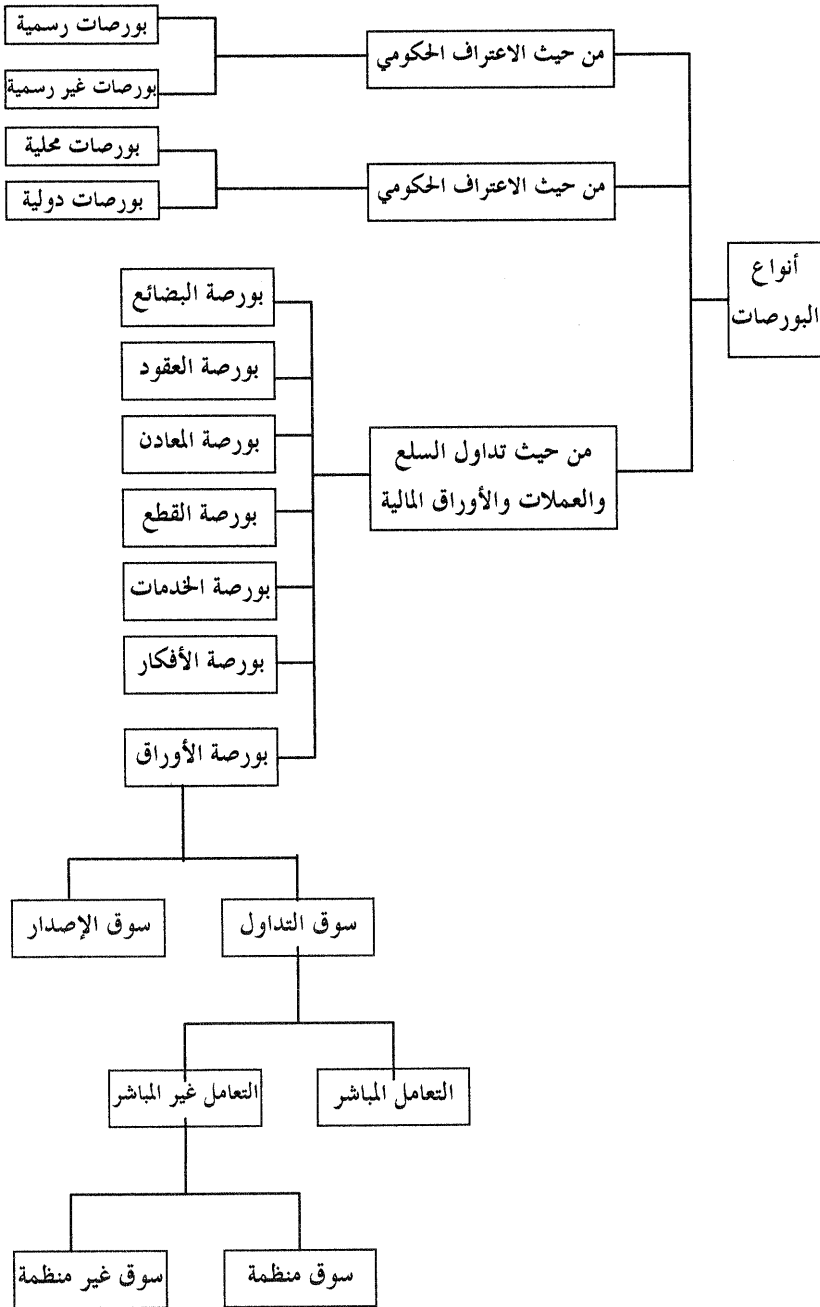 أنواع
البورصات
من حيث الاعتراف الحكومي
بورصات رسمية
بورصات غير رسمية
من حيث الاعتراف الحكومي
بورصات محلية
بورصات دولية
من حيث تداول السلع
والعملات والأوراق المالية
بورصة البضائع
بورصة العقود
بورصة المعادن
بورصة القطع
بورصة الخدمات
بورصة الأفكار
بورصة الأوراق
سوق التداول
سوق الإصدار
التعامل المباشر
التعامل غير المباشر
سوق منظمة
سوق غير منظمة